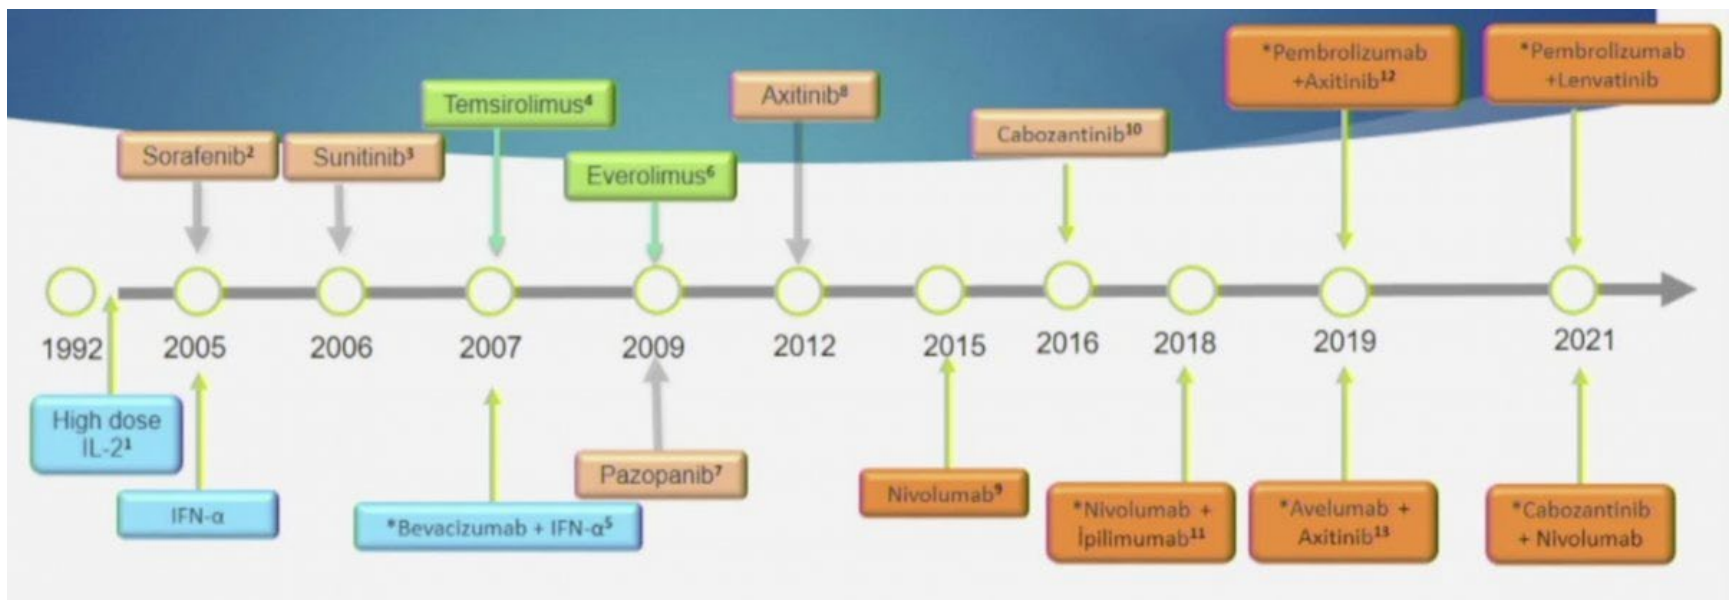 *Pembrolizumab
+Axitinib¹²
*Pembrolizumab
+Lenvatinib
Axitinib⁸
Temsirolimus⁴
Cabozantinib¹⁰
Sorafenib²
Sunitinib³
Everolimus⁶
1992
2005
2006
2007
2009
2012
2015
2016
2018
2019
2021
High dose
IL-2¹
IFN-α
*Bevacizumab + IFN-α⁵
Pazopanib⁷
Nivolumab⁹
*Nivolumab +
İpilimumab¹¹
*Avelumab +
Axitinib¹³
*Cabozantinib
+ Nivolumab